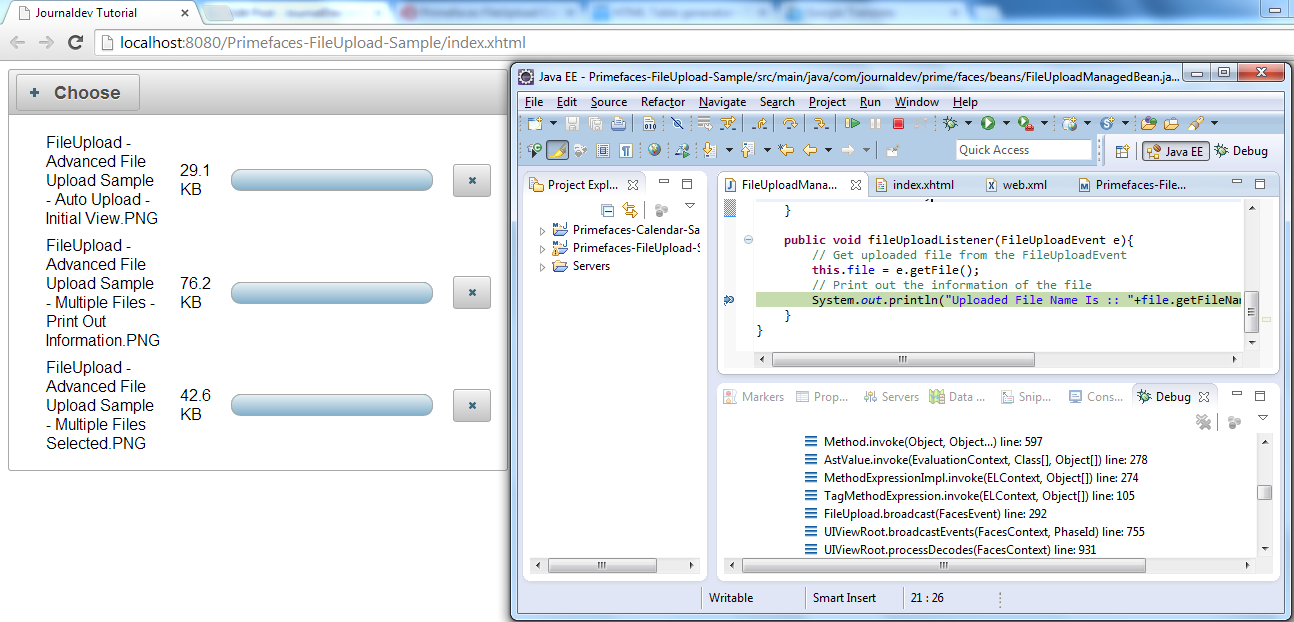 Journaldev Tutorial
localhost:8080/Primefaces-FileUpload-Sample/index.xhtml
+ Choose
FileUpload -
Advanced File
Upload Sample
- Auto Upload -
Initial View.PNG
29.1
KB
FileUpload -
Advanced File
Upload Sample
- Multiple Files -
Print Out
Information.PNG
76.2
KB
FileUpload -
Advanced File
Upload Sample
- Multiple Files
Selected.PNG
42.6
KB
Java EE - Primefaces-FileUpload-Sample/src/main/java/com/journaldev/prime/faces/beans/FileUploadManagedBean.ja...
File Edit Source Refactor Navigate Search Project Run Window Help
Quick Access
Java EE
Debug
Project Expl...
Primefaces-Calendar-Sa
Primefaces-FileUpload-S
Servers
FileUploadMana...
index.xhtml
web.xml
Primefaces-File...
}
public void fileUploadListener(FileUploadEvent e){
// Get uploaded file from the FileUploadEvent
this.file = e.getFile();
// Print out the information of the file
System.out.println("Uploaded File Name Is :: "+file.getFileNam
}
}
Markers
Prop...
Servers
Data ...
Snip...
Cons...
Debug
Method.invoke(Object, Object...) line: 597
AstValue.invoke(EvaluationContext, Class[], Object[]) line: 278
MethodExpressionImpl.invoke(ELContext, Object[]) line: 274
TagMethodExpression.invoke(ELContext, Object[]) line: 105
FileUpload.broadcast(FacesEvent) line: 292
UIViewRoot.broadcastEvents(FacesContext, PhaseId) line: 755
UIViewRoot.processDecodes(FacesContext) line: 931
Writable
Smart Insert
21 : 26